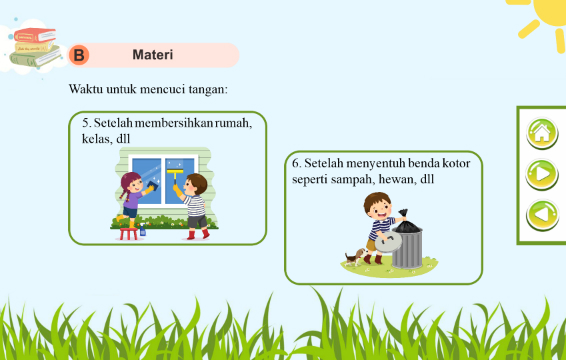 B
Materi
Waktu untuk mencuci tangan:
5. Setelah membersihkan rumah,
kelas, dll
6. Setelah menyentuh benda kotor
seperti sampah, hewan, dll